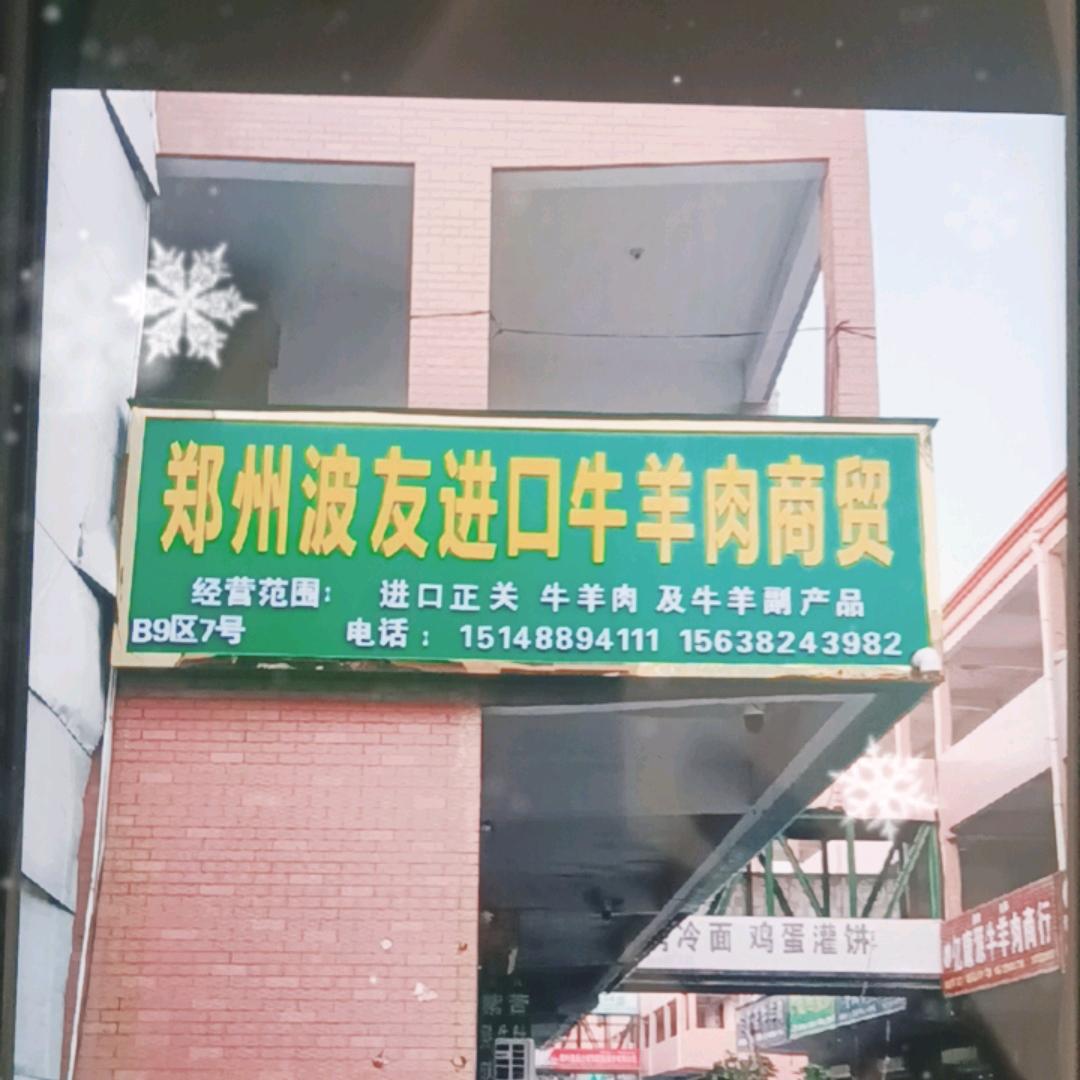 郑州波友进口牛羊肉商贸
经营范围: 进口正关 牛羊肉 及牛羊副产品
B9区7号 电话: 15148894111 15638243982
冷面 鸡蛋灌饼
牛羊肉商行